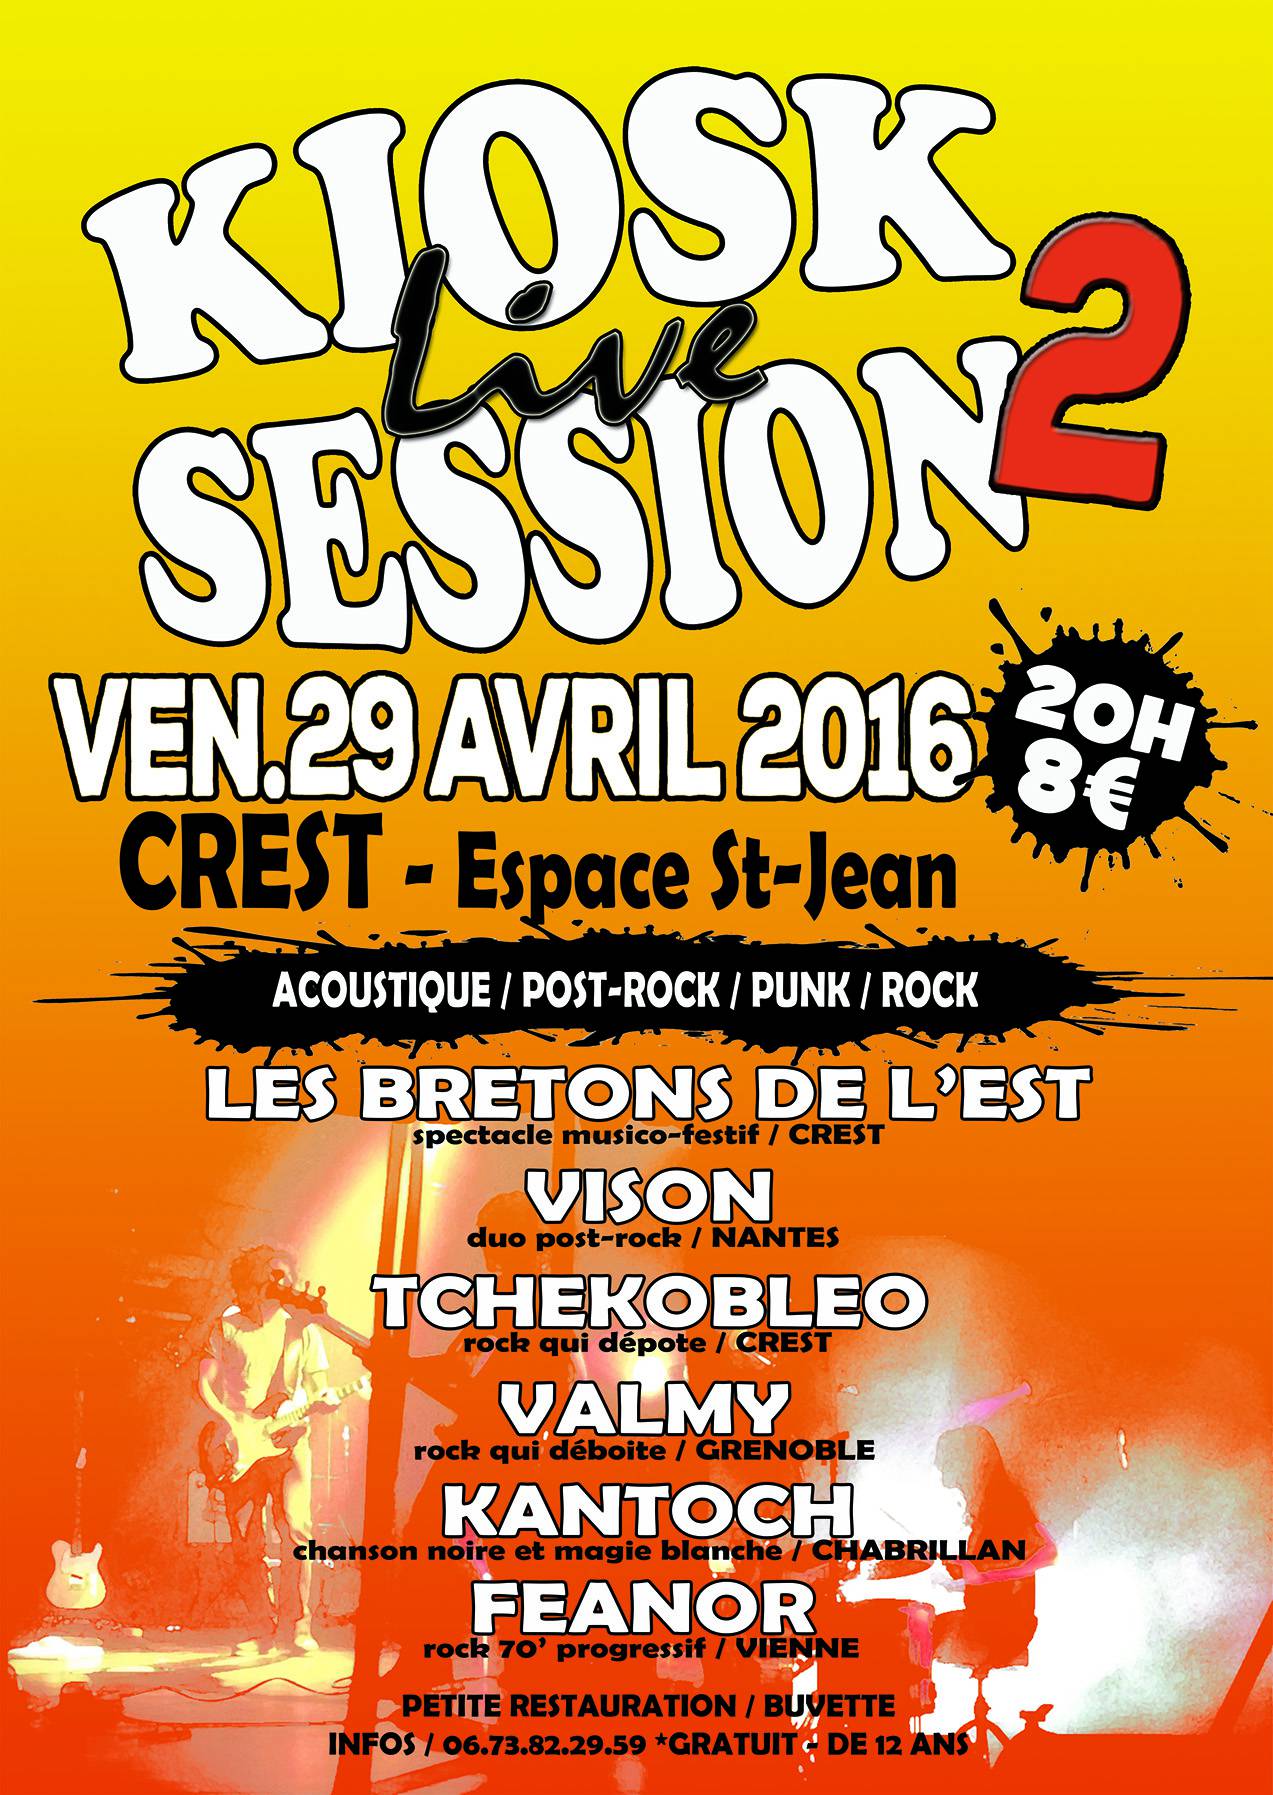 KIOSK
Live
SESSION 2
VEN.29 AVRIL 2016
20H
8€
CREST - Espace St-Jean
ACOUSTIQUE / POST-ROCK / PUNK / ROCK
LES BRETONS DE L'EST
spectacle musico-festif / CREST
VISON
duo post-rock / NANTES
TCHEKOBLEO
rock qui dépote / CREST
VALMY
rock qui déboite / GRENOBLE
KANTOCH
chanson noire et magie blanche / CHABRILLAN
FEANOR
rock 70' progressif / VIENNE
PETITE RESTAURATION / BUVETTE
INFOS / 06.73.82.29.59 *GRATUIT - DE 12 ANS